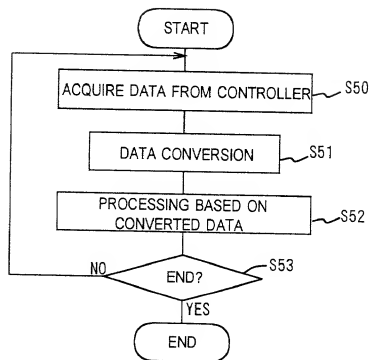 START
ACQUIRE DATA FROM CONTROLLER
S50
DATA CONVERSION
S51
PROCESSING BASED ON
CONVERTED DATA
S52
END?
S53
NO
YES
END